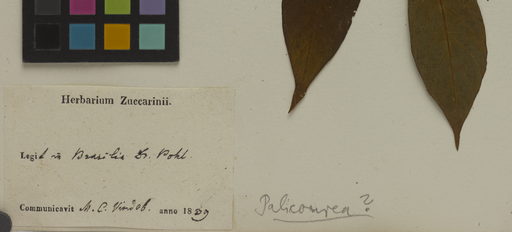 Herbarium Zuccarinii.
Legit in Brasilia Dr. Pohl
Communicavit M. C. Vindob. anno 1839
Palicourea?